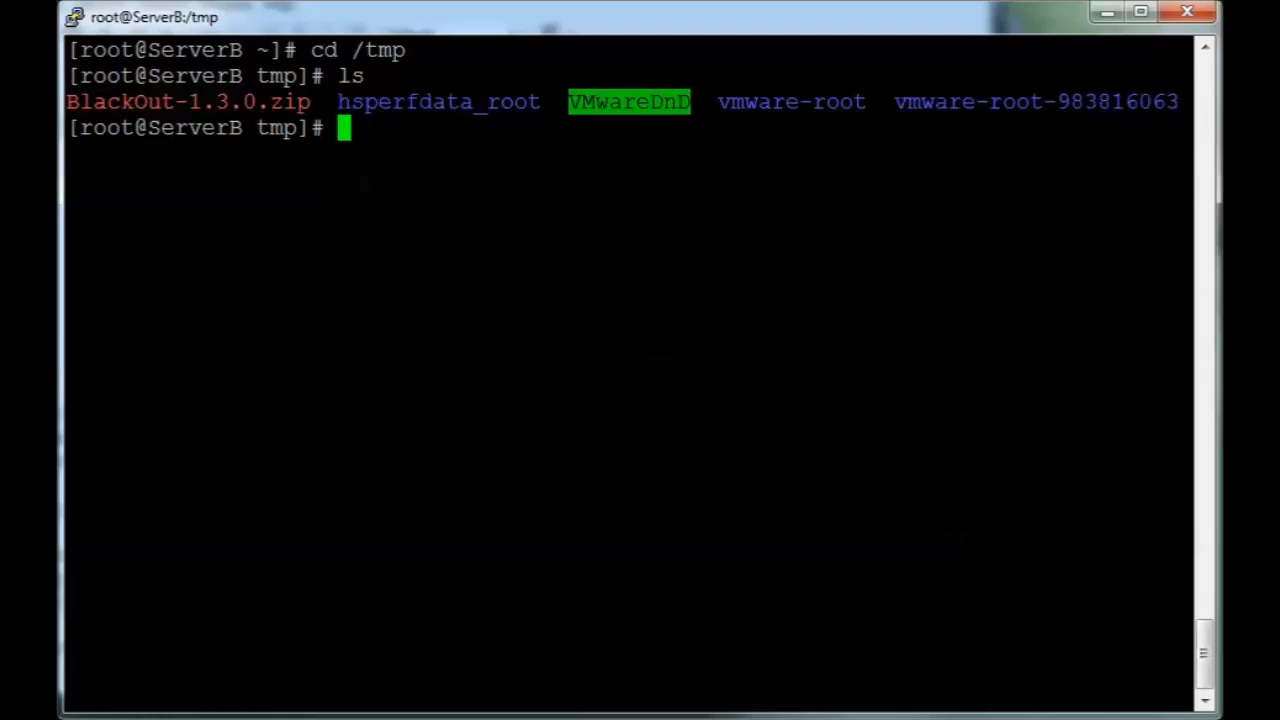 root@ServerB:/tmp
[root@ServerB ~]# cd /tmp
[root@ServerB tmp]# ls
BlackOut-1.3.0.zip  hsperfdata_root  VMwareDnD  vmware-root  vmware-root-983816063
[root@ServerB tmp]#